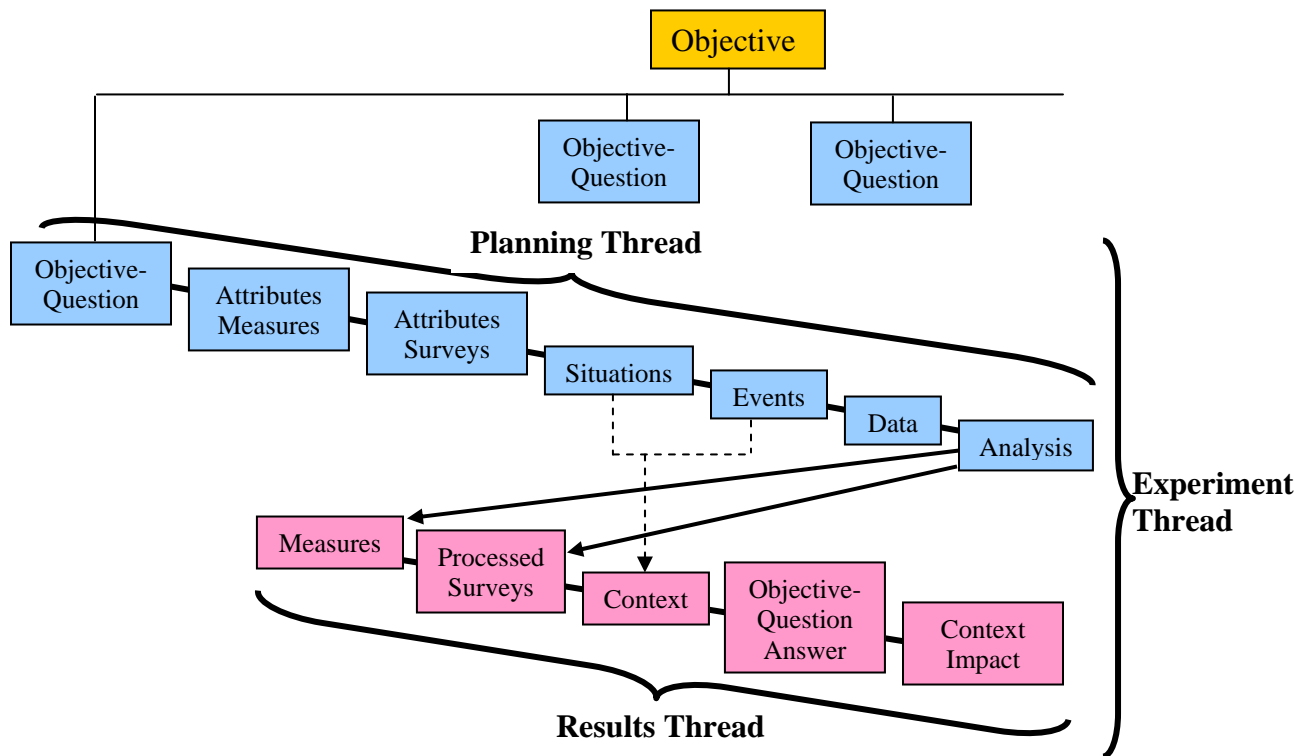 Objective
Objective-
Question
Objective-
Question
Planning Thread
Objective-
Question
Attributes
Measures
Attributes
Surveys
Situations
Events
Data
Analysis
Experiment
Thread
Measures
Processed
Surveys
Context
Objective-
Question
Answer
Context
Impact
Results Thread